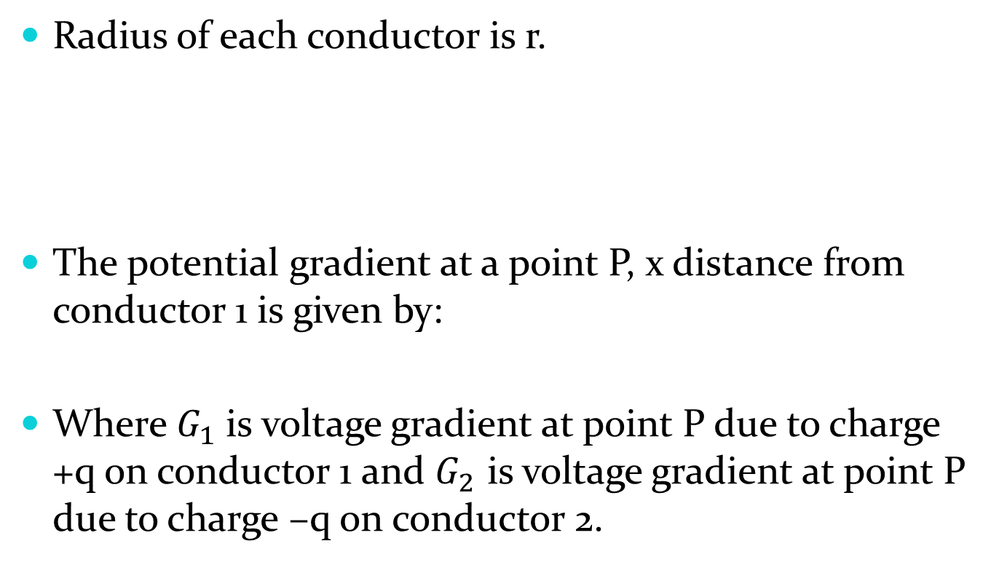 • Radius of each conductor is r.
• The potential gradient at a point P, x distance from
conductor 1 is given by:
• Where G₁ is voltage gradient at point P due to charge
+q on conductor 1 and G₂ is voltage gradient at point P
due to charge –q on conductor 2.